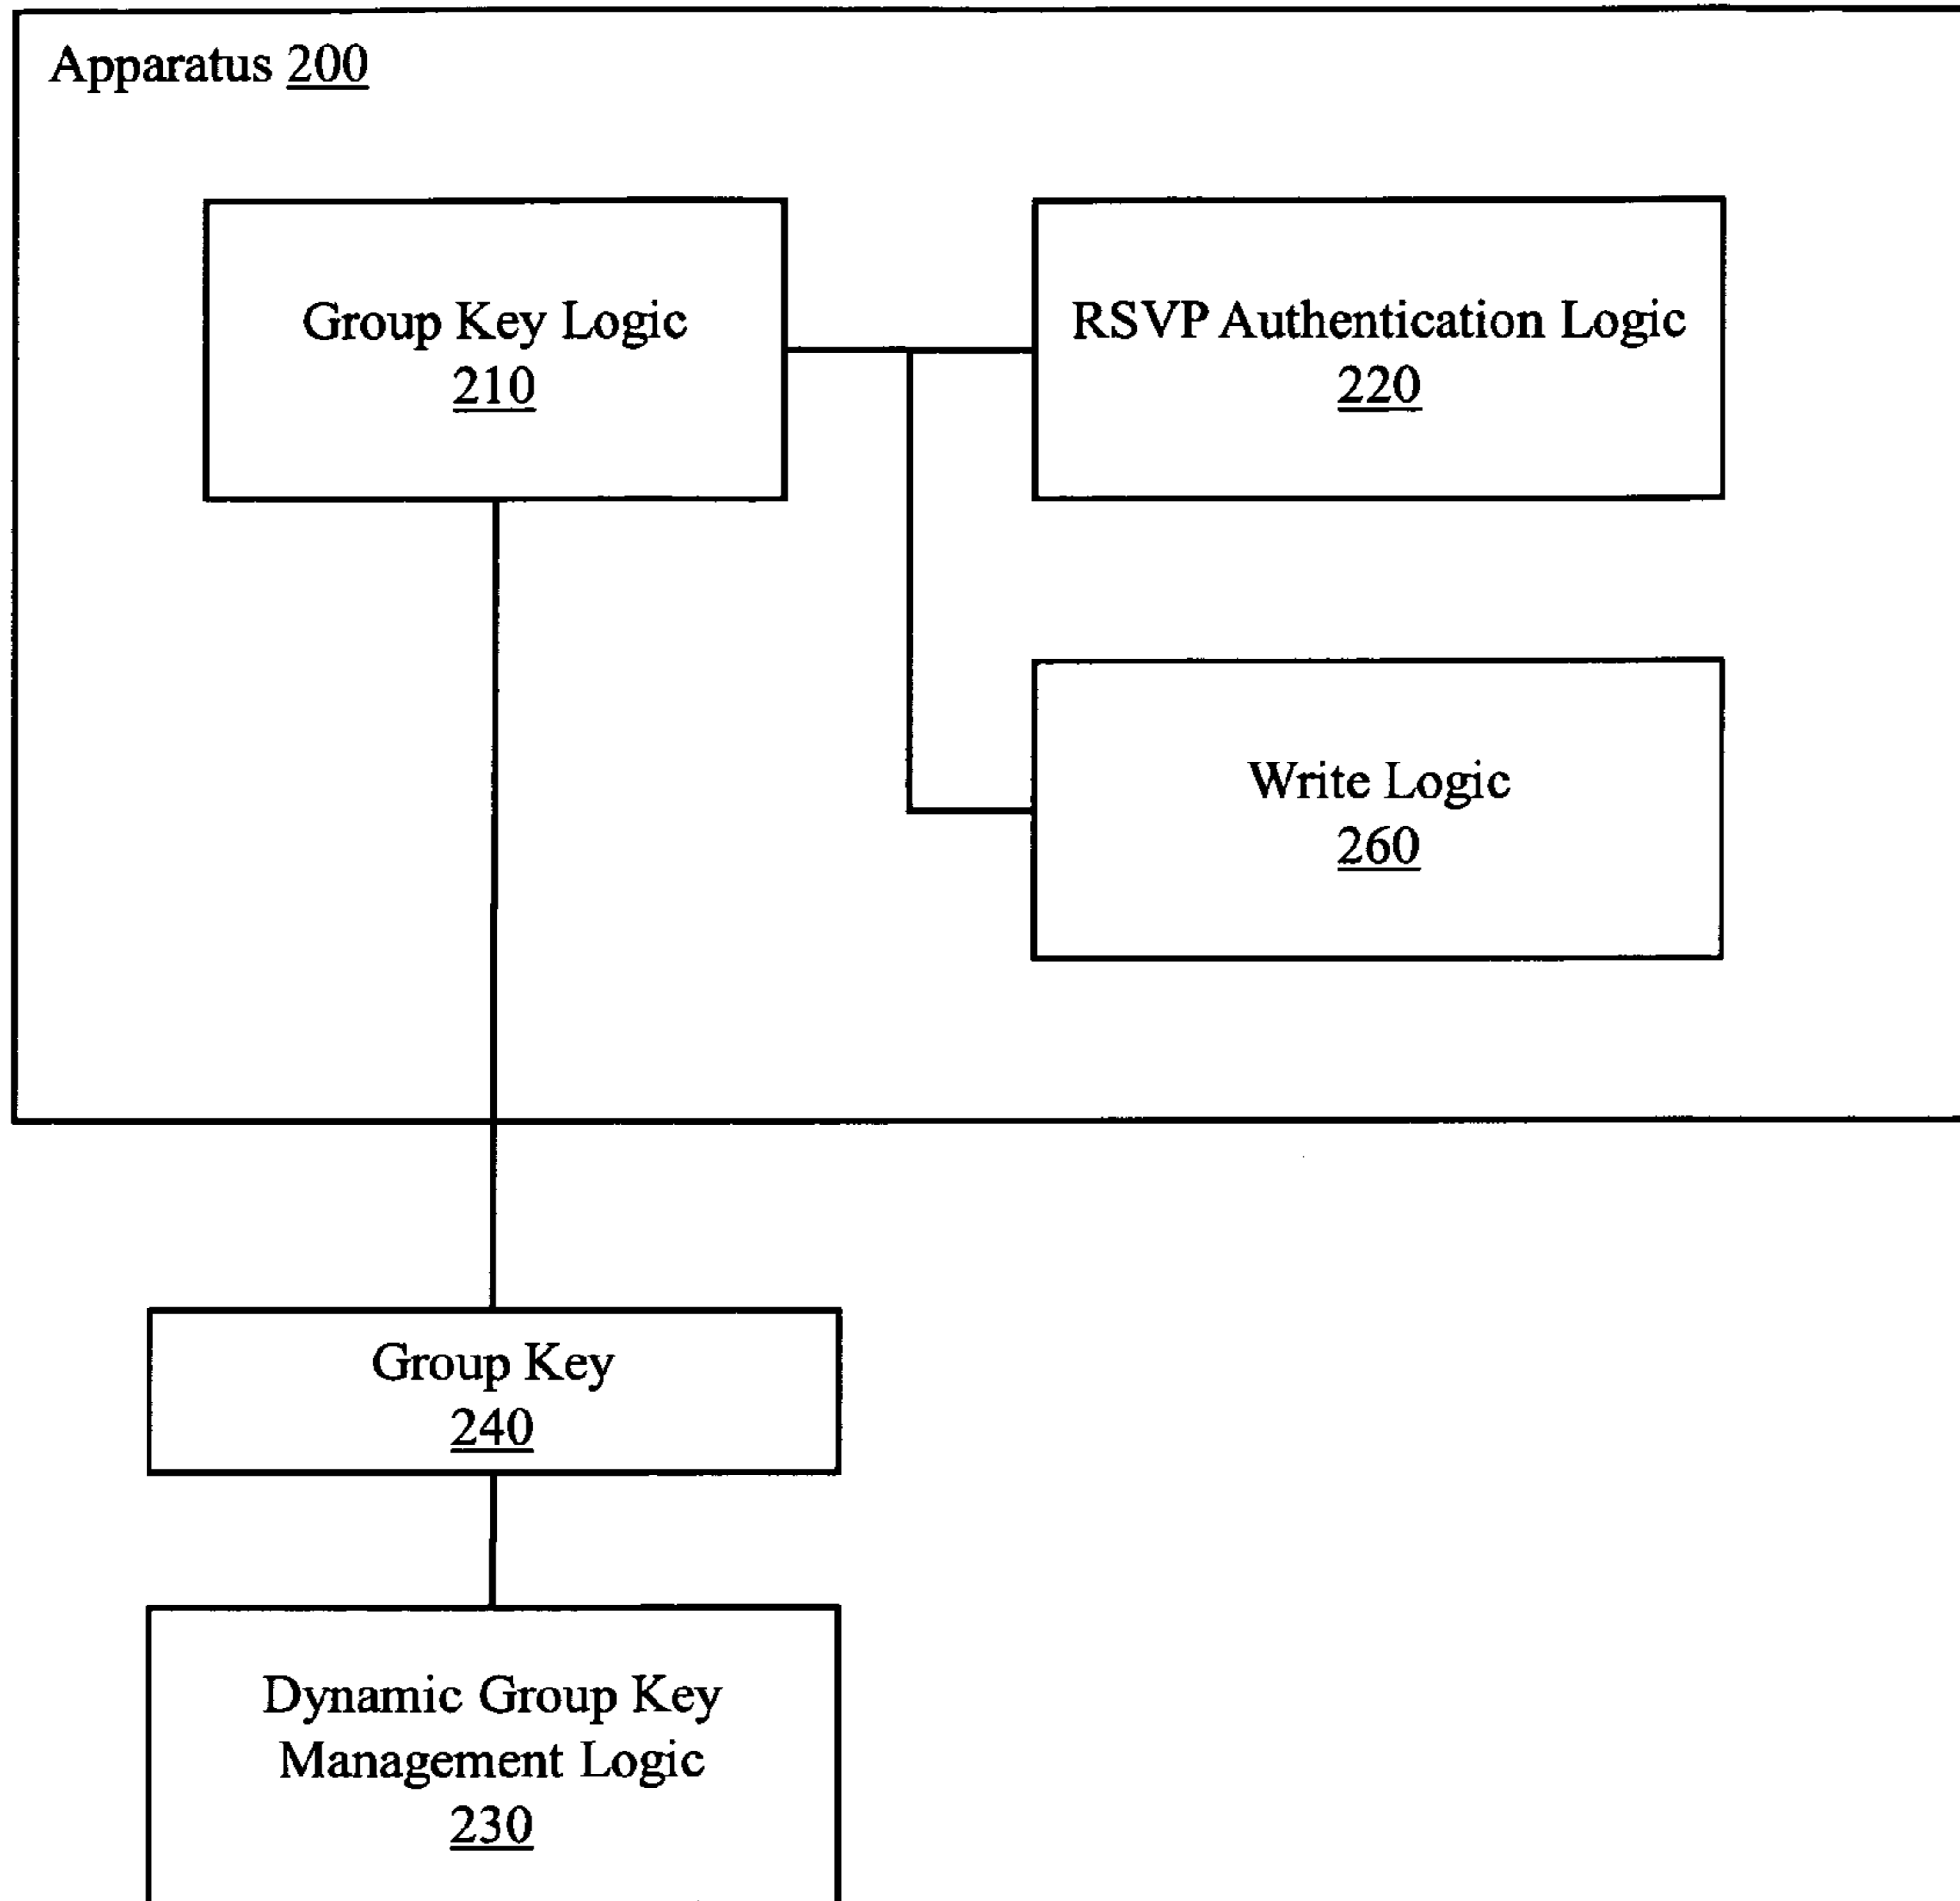 Apparatus 200
Group Key Logic
210
RSVP Authentication Logic
220
Write Logic
260
Group Key
240
Dynamic Group Key
Management Logic
230